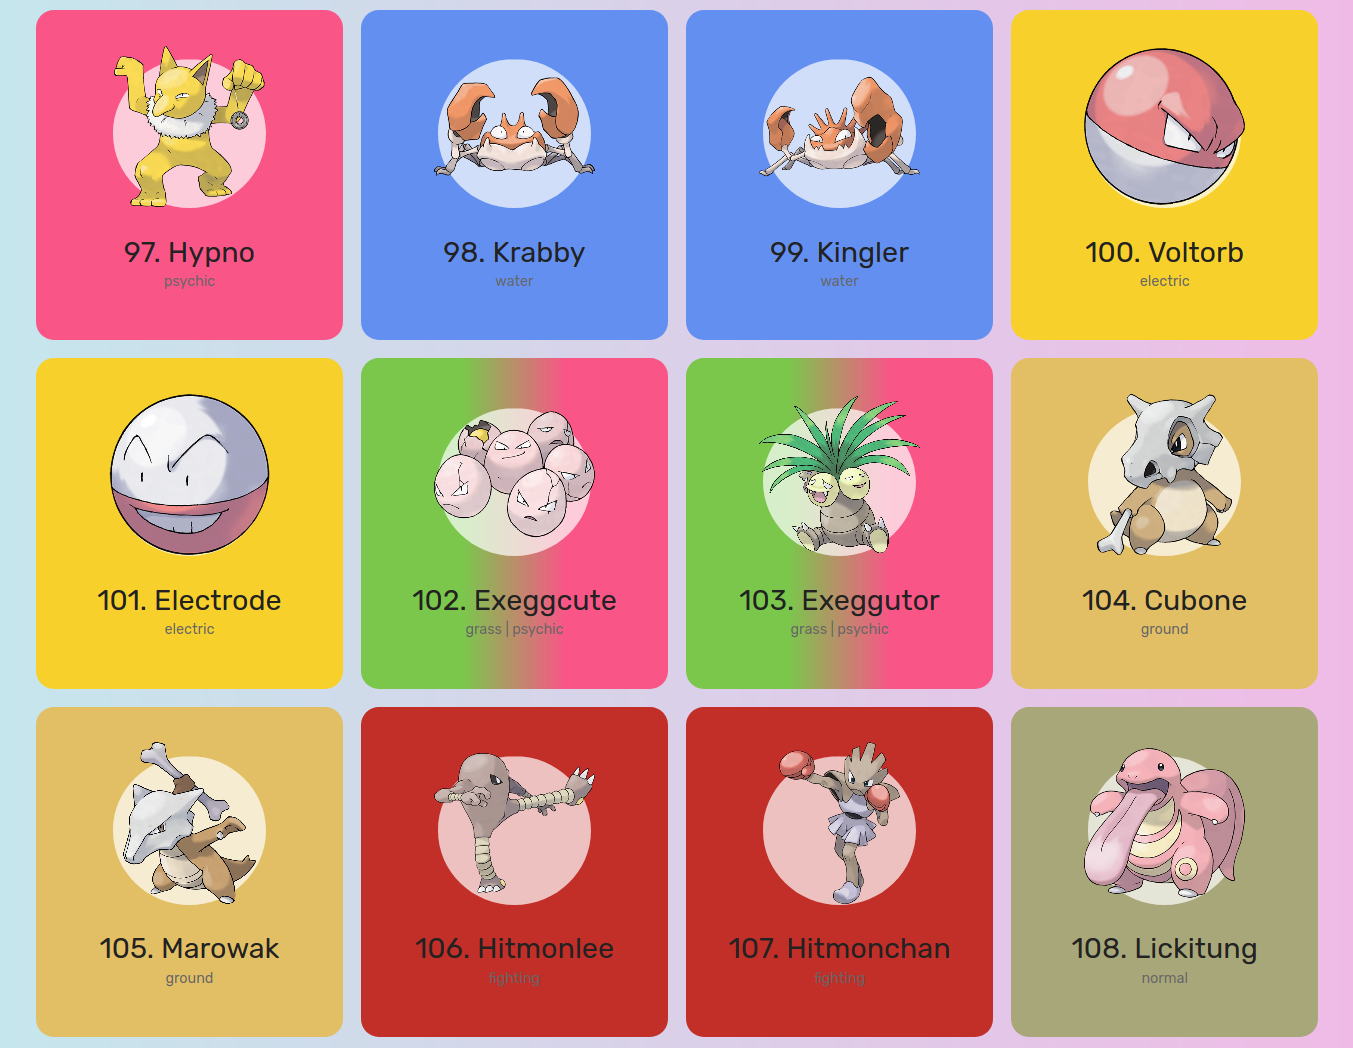 97. Hypno
psychic
98. Krabby
water
99. Kingler
water
100. Voltorb
electric
101. Electrode
electric
102. Exeggcute
grass | psychic
103. Exeggutor
grass | psychic
104. Cubone
ground
105. Marowak
ground
106. Hitmonlee
fighting
107. Hitmonchan
fighting
108. Lickitung
normal